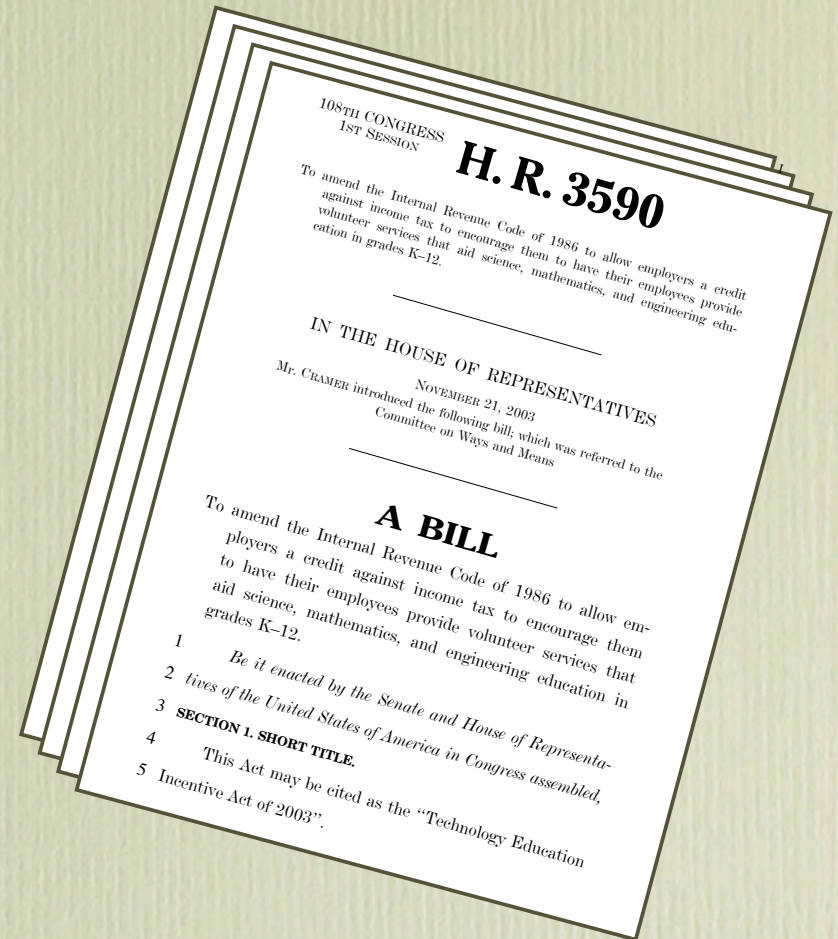 108TH CONGRESS
1ST SESSION
H. R. 3590
To amend the Internal Revenue Code of 1986 to allow employers a credit
against income tax to encourage them to have their employees provide
volunteer services that aid science, mathematics, and engineering edu-
cation in grades K–12.
IN THE HOUSE OF REPRESENTATIVES
NOVEMBER 21, 2003
Mr. CRAMER introduced the following bill; which was referred to the
Committee on Ways and Means
A BILL
To amend the Internal Revenue Code of 1986 to allow em-
ployers a credit against income tax to encourage them
to have their employees provide volunteer services that
aid science, mathematics, and engineering education in
grades K–12.
1 Be it enacted by the Senate and House of Representa-
2 tives of the United States of America in Congress assembled,
3 SECTION 1. SHORT TITLE.
4 This Act may be cited as the “Technology Education
5 Incentive Act of 2003”.